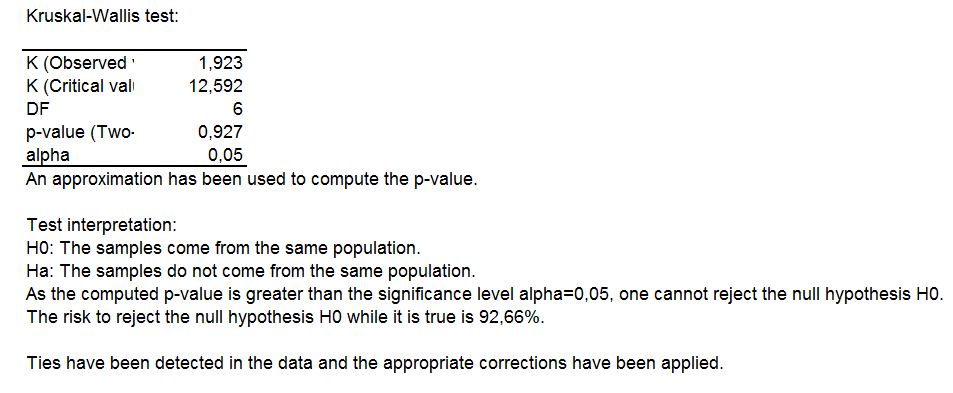 Kruskal-Wallis test:
K (Observed 1,923
K (Critical val 12,592
DF 6
p-value (Two- 0,927
alpha 0,05
An approximation has been used to compute the p-value.
Test interpretation:
H0: The samples come from the same population.
Ha: The samples do not come from the same population.
As the computed p-value is greater than the significance level alpha=0,05, one cannot reject the null hypothesis H0.
The risk to reject the null hypothesis H0 while it is true is 92,66%.
Ties have been detected in the data and the appropriate corrections have been applied.